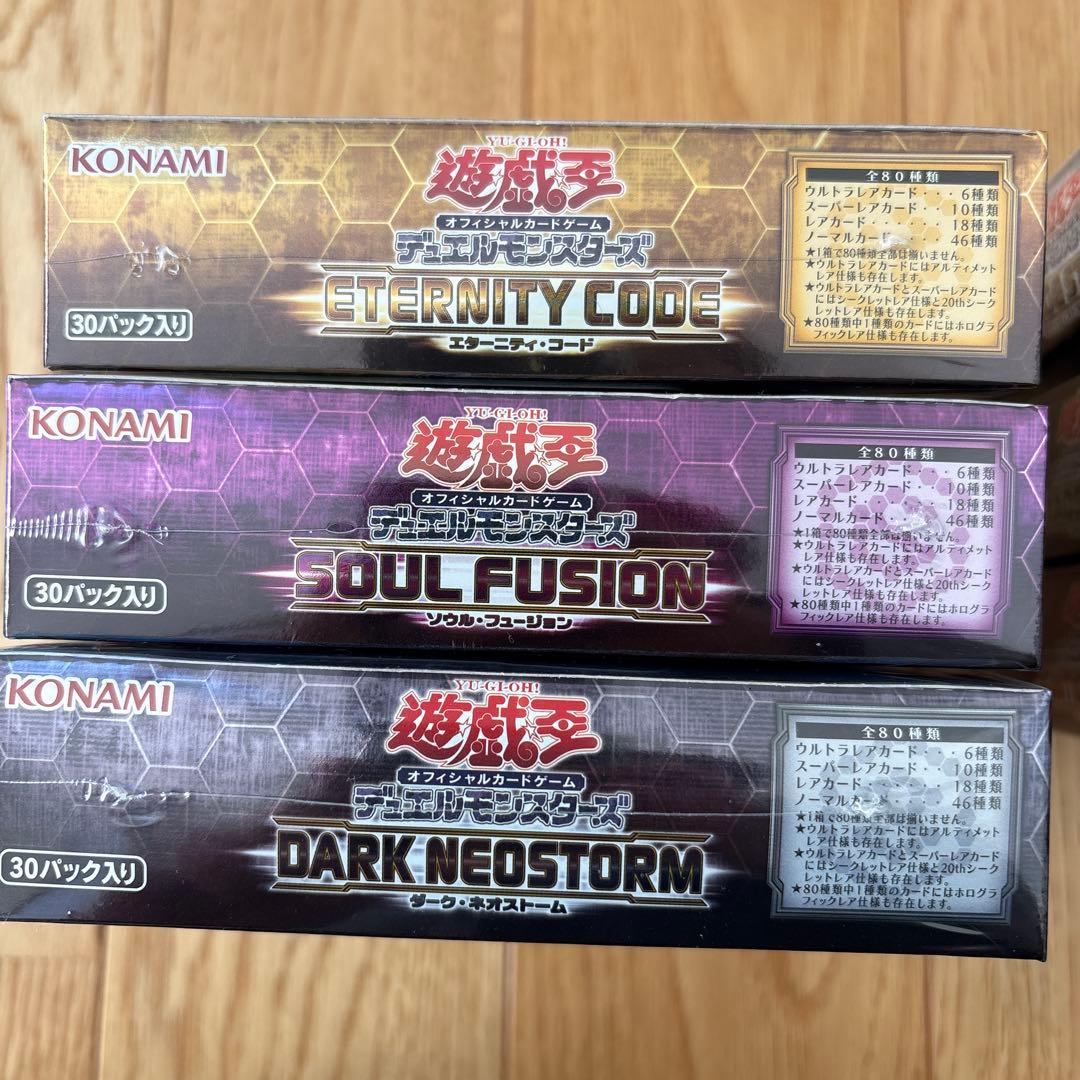 KONAMI
YU-GI-OH!
遊戯王
オフィシャルカードゲーム
デュエルモンスターズ
ETERNITY CODE
エターニティ・コード
30パック入り
全80種類
ウルトラレアカード・・・6種類
スーパーレアカード・・10種類
レアカード・・・・・・18種類
ノーマルカード・・・・46種類
★1箱で80種類全部は揃いません。
★ウルトラレアカードにはアルティメット
レア仕様も存在します。
★ウルトラレアカードとスーパーレアカード
にはシークレットレア仕様と20thシーク
レットレア仕様も存在します。
★80種類中1種類のカードにはホログラ
フィックレア仕様も存在します。
KONAMI
YU-GI-OH!
遊戯王
オフィシャルカードゲーム
デュエルモンスターズ
SOUL FUSION
ソウル・フュージョン
30パック入り
全80種類
ウルトラレアカード・・・6種類
スーパーレアカード・・10種類
レアカード・・・・・・18種類
ノーマルカード・・・・46種類
★1箱で80種類全部は揃いません。
★ウルトラレアカードにはアルティメット
レア仕様も存在します。
★ウルトラレアカードとスーパーレアカード
にはシークレットレア仕様と20thシーク
レットレア仕様も存在します。
★80種類中1種類のカードにはホログラ
フィックレア仕様も存在します。
KONAMI
YU-GI-OH!
遊戯王
オフィシャルカードゲーム
デュエルモンスターズ
DARK NEOSTORM
ダーク・ネオストーム
30パック入り
全80種類
ウルトラレアカード・・・6種類
スーパーレアカード・・10種類
レアカード・・・・・・18種類
ノーマルカード・・・・46種類
★1箱で80種類全部は揃いません。
★ウルトラレアカードにはアルティメット
レア仕様も存在します。
★ウルトラレアカードとスーパーレアカード
にはシークレットレア仕様と20thシーク
レットレア仕様も存在します。
★80種類中1種類のカードにはホログラ
フィックレア仕様も存在します。